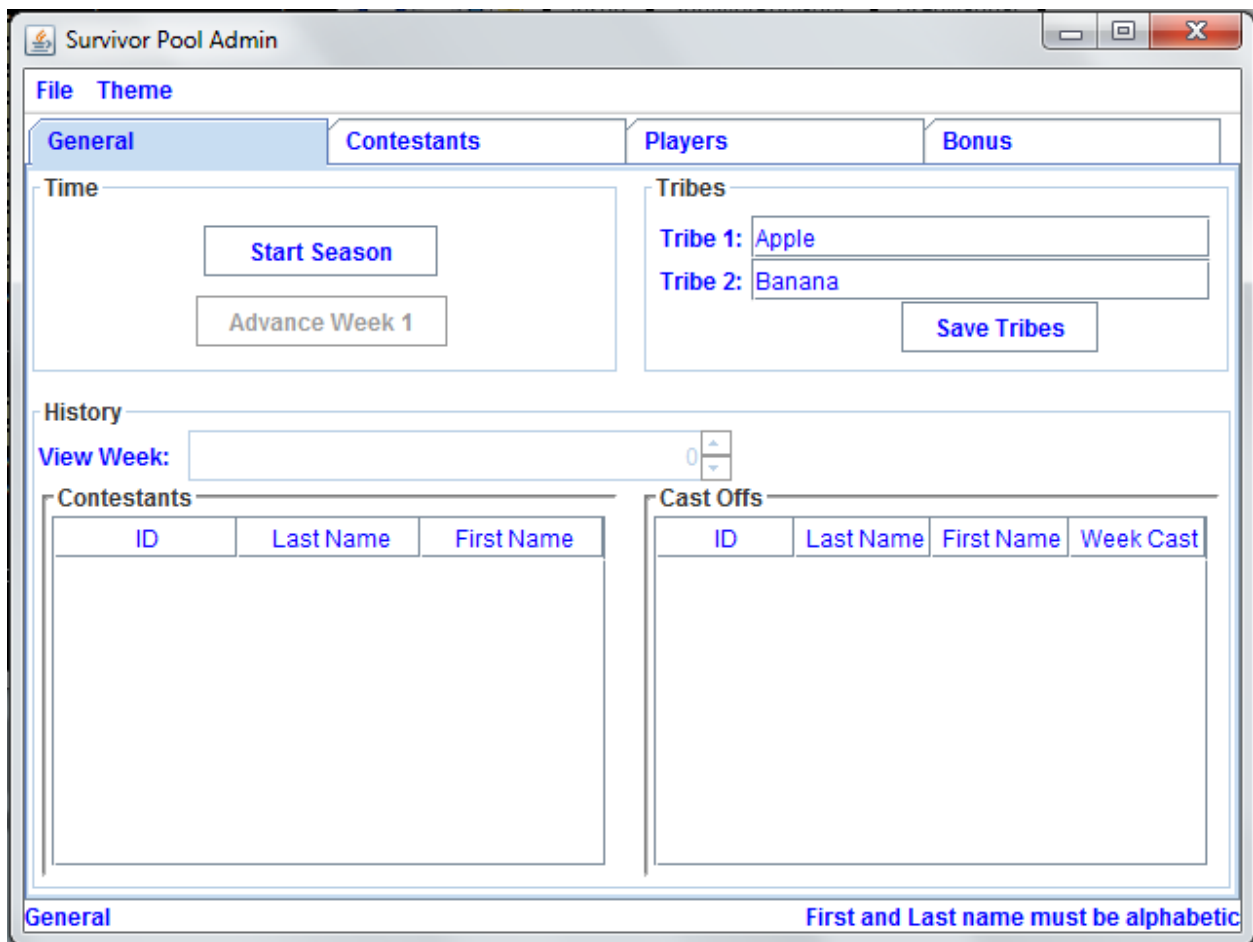 Survivor Pool Admin
File Theme
General Contestants Players Bonus
Time
Start Season
Advance Week 1
Tribes
Tribe 1: Apple
Tribe 2: Banana
Save Tribes
History
View Week: 0
Contestants
ID Last Name First Name
Cast Offs
ID Last Name First Name Week Cast
General First and Last name must be alphabetic